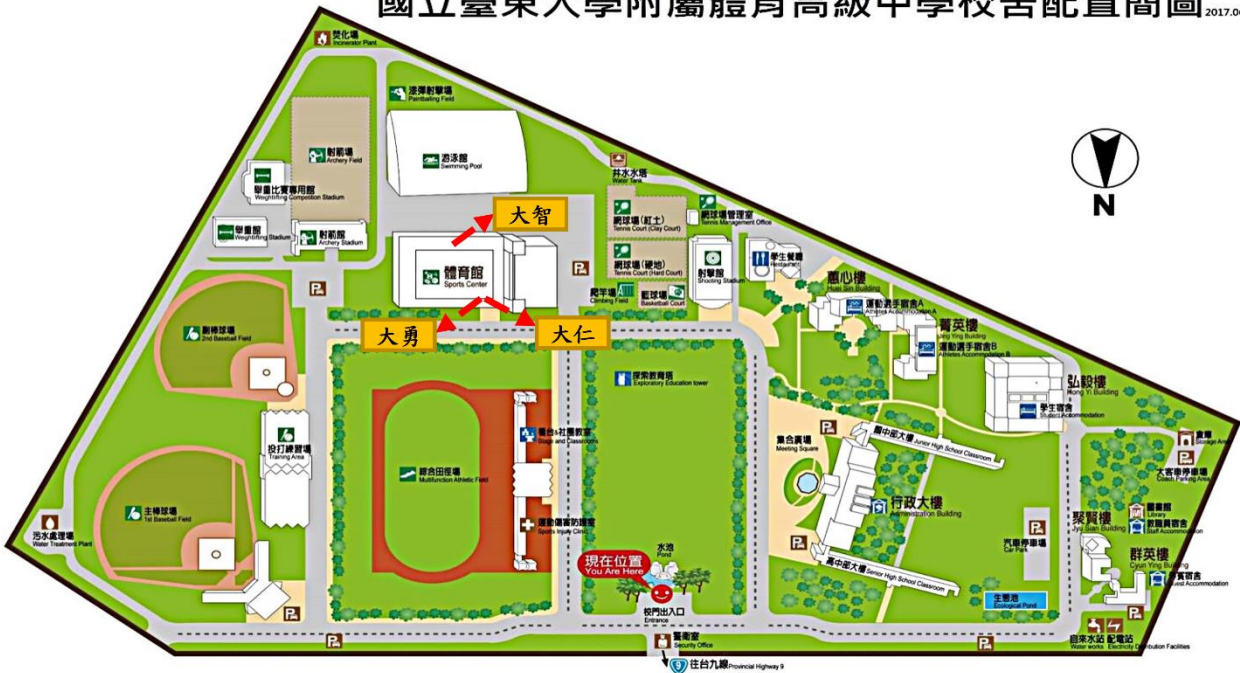 國立臺東大學附屬體育高級中學校舍配置簡圖
焚化場
Incinerator Plant
漆彈射擊場
Paintballing Field
射箭場
Archery Field
游泳館
Swimming Pool
N
井水水塔
Water Tank
舉重比賽專用館
Weightlifting Competition Stadium
大智
網球場(紅土)
Tennis Court (Clay Court)
網球場管理室
Tennis Management Office
舉重館
Weightlifting Stadium
射箭館
Archery Stadium
體育館
Sports Center
網球場(硬地)
Tennis Court (Hard Court)
射擊館
Shooting Stadium
學生餐廳
Restaurant
蕙心樓
Huei Sin Building
運動選手宿舍A
Athletes Accommodation A
爬竿場
Climbing Field
籃球場
Basketball Court
菁英樓
Jing Ying Building
運動選手宿舍B
Athletes Accommodation B
大勇
大仁
副棒球場
2nd Baseball Field
探索教育塔
Exploratory Education tower
弘毅樓
Hong Yi Building
學生宿舍
Student Accommodation
投打練習場
Training Area
看台&社團教室
Stage and Classrooms
集合廣場
Meeting Square
國中部大樓 Junior High School Classroom
倉庫
Storage Area
大客車停車場
Coach Parking Area
綜合田徑場
Multifunction Athletic Field
行政大樓
Administration Building
圖書館
Library
主棒球場
1st Baseball Field
運動傷害防護室
Sports Injury Clinic
聚賢樓
Jyu Sian Building
教職員宿舍
Staff Accommodation
污水處理場
Water Treatment Plant
水池
Pond
現在位置
You Are Here
汽車停車場
Car Park
高中部大樓 Senior High School Classroom
群英樓
Cyun Ying Building
貴賓宿舍
Guest Accommodation
校門出入口
Entrance
生態池
Ecological Pond
警衛室
Security Office
自來水站 配電站
Water works Electricity Distribution Facilities
9 往台九線 Provincial Highway 9